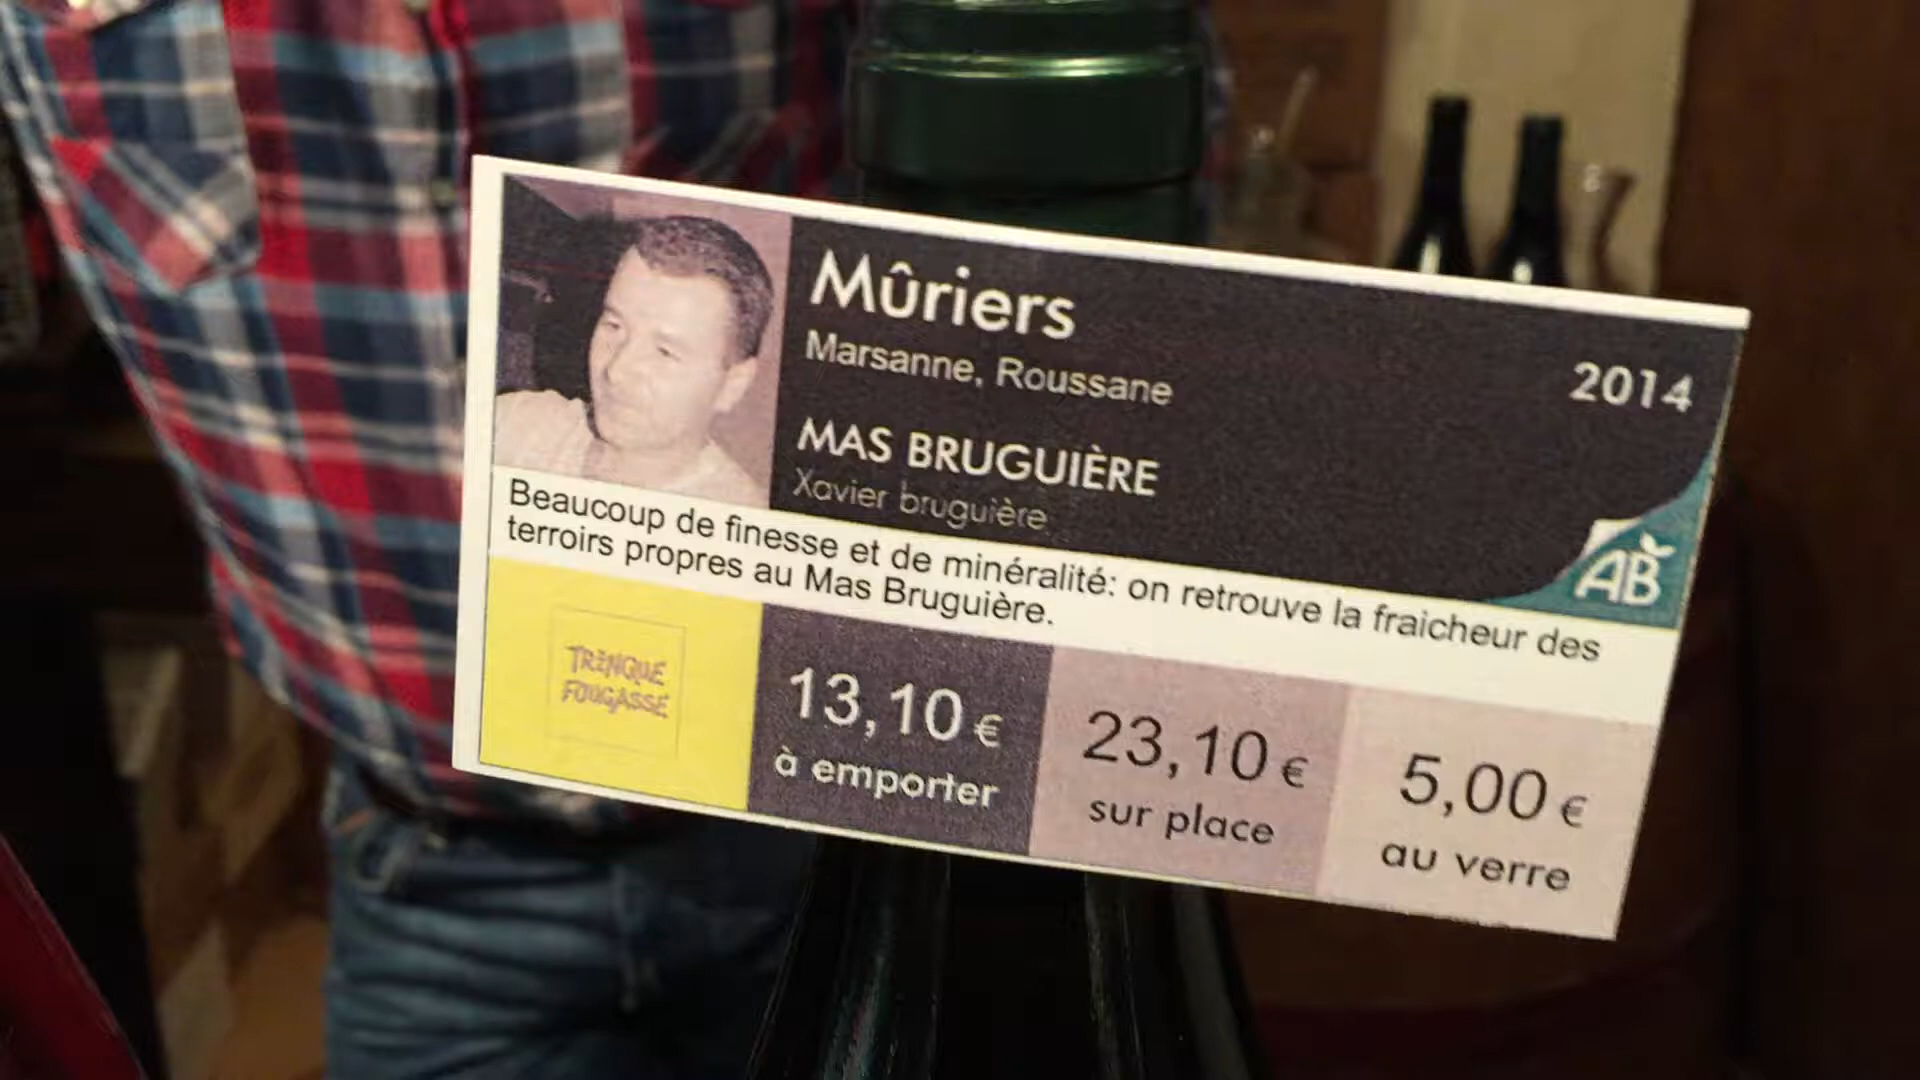 Mûriers
Marsanne, Roussane
2014
MAS BRUGUIÈRE
Xavier bruguière
AB
Beaucoup de finesse et de minéralité: on retrouve la fraicheur des
terroirs propres au Mas Bruguière.
TRINQUE
FOUGASSE
13,10 €
à emporter
23,10 €
sur place
5,00 €
au verre